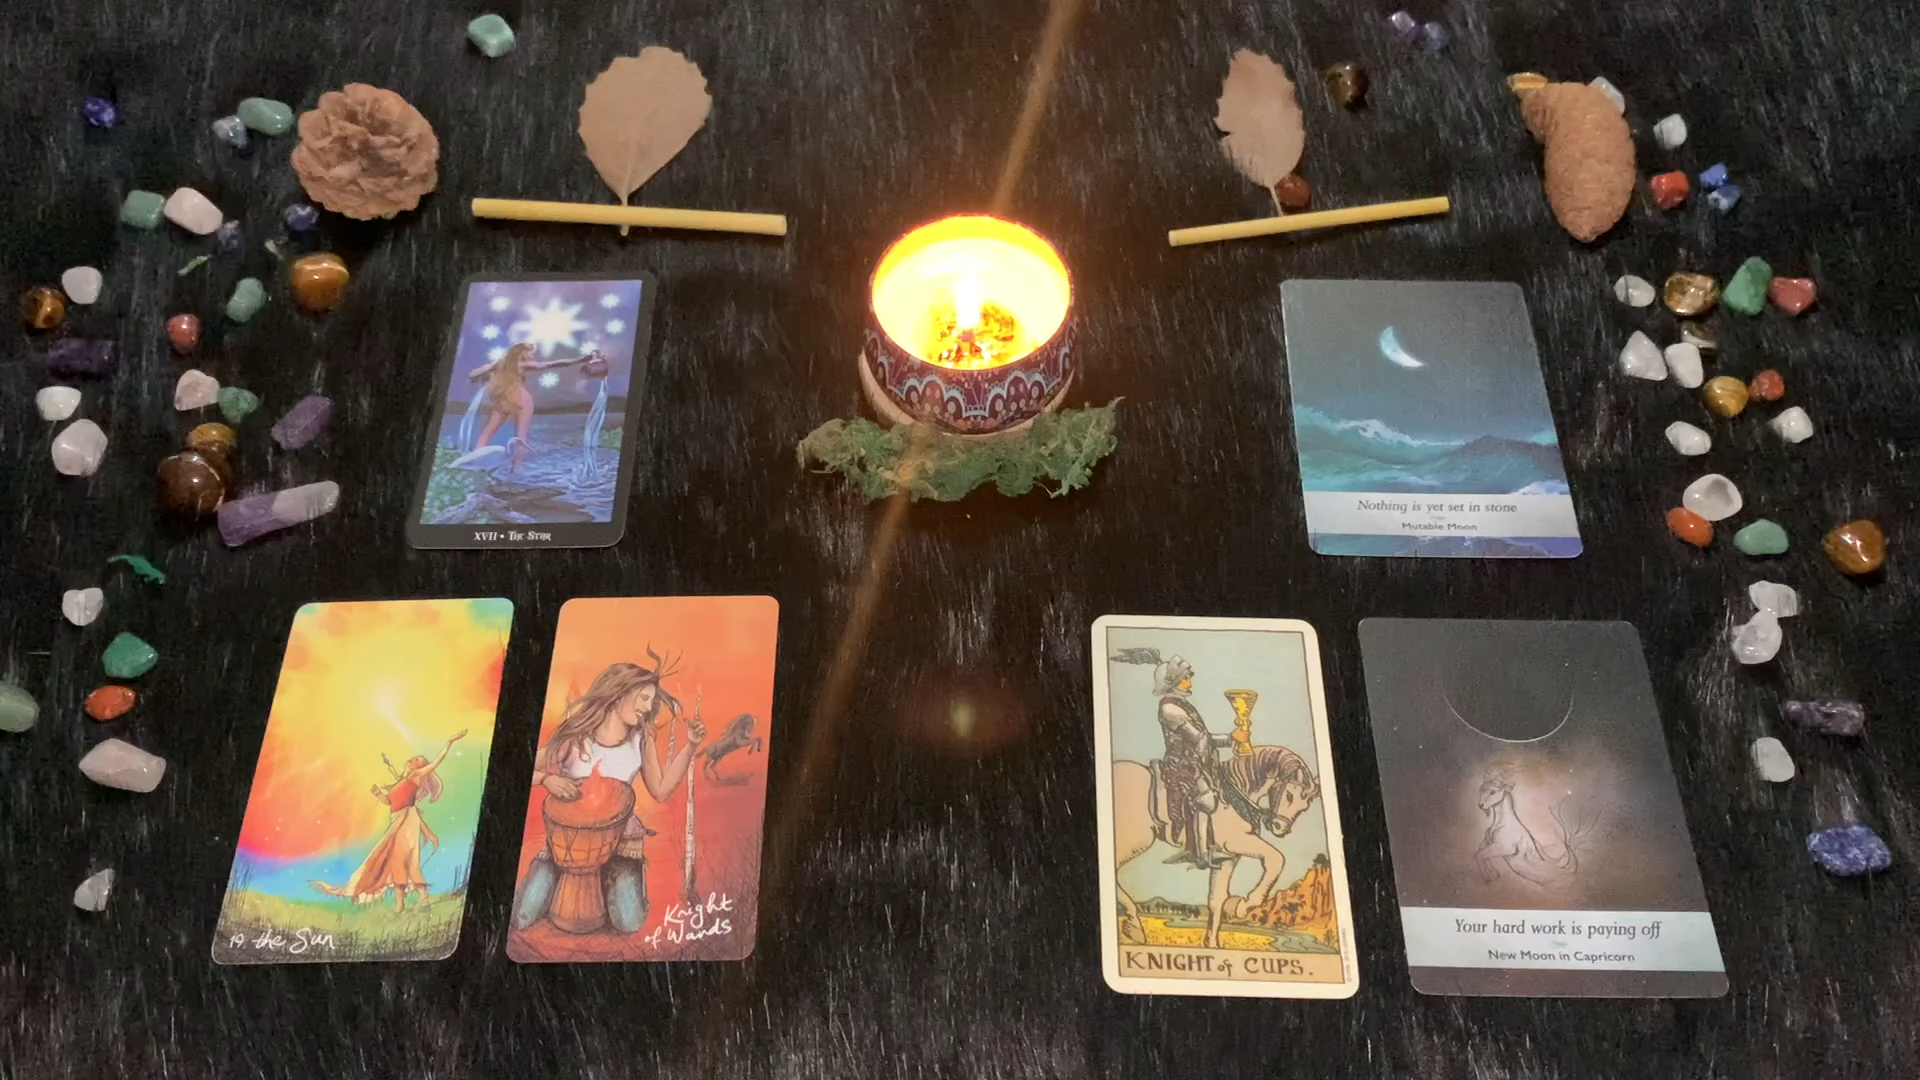 XVII • The Star
Nothing is yet set in stone
Mutable Moon
19. the Sun
Knight
of Wands
KNIGHT of CUPS.
Your hard work is paying off
New Moon in Capricorn